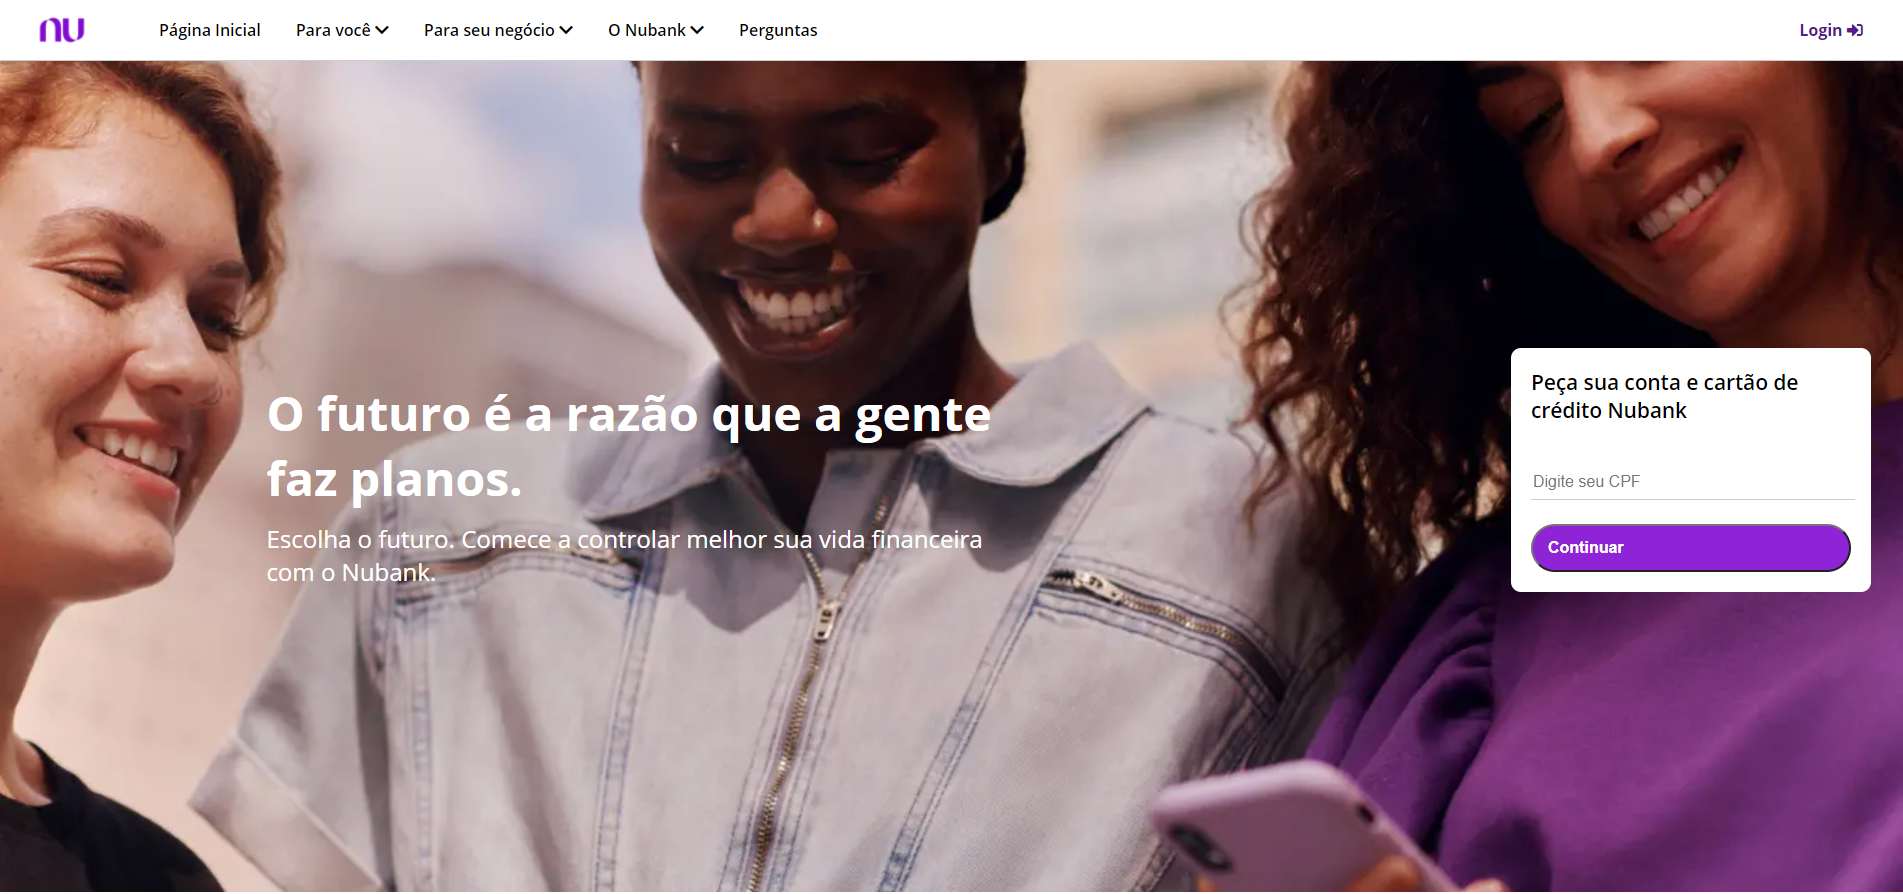 nu
Página Inicial
Para você
Para seu negócio
O Nubank
Perguntas
Login
O futuro é a razão que a gente
faz planos.
Escolha o futuro. Comece a controlar melhor sua vida financeira
com o Nubank.
Peça sua conta e cartão de
crédito Nubank
Digite seu CPF
Continuar